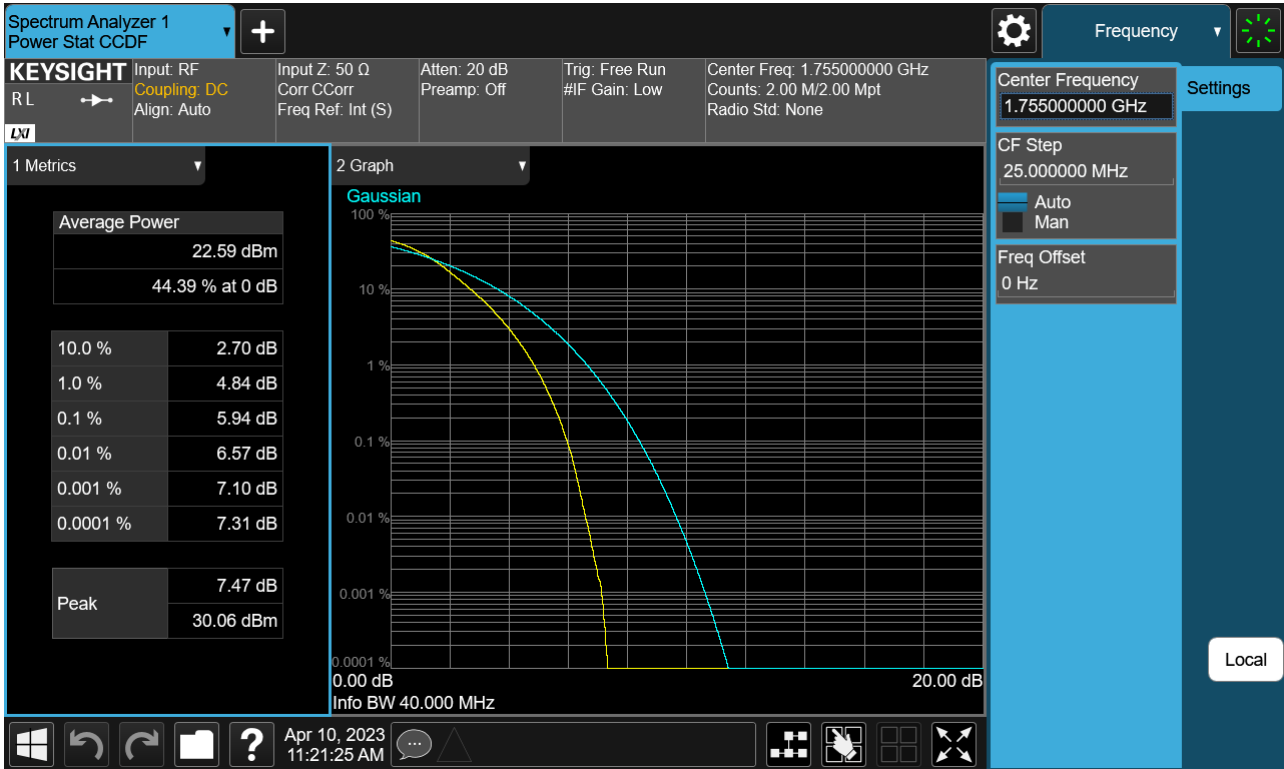 Spectrum Analyzer 1
Power Stat CCDF
+
Frequency
KEYSIGHT
R L
LXI
Input: RF
Coupling: DC
Align: Auto
Input Z: 50 Ω
Corr CCorr
Freq Ref: Int (S)
Atten: 20 dB
Preamp: Off
Trig: Free Run
#IF Gain: Low
Center Freq: 1.755000000 GHz
Counts: 2.00 M/2.00 Mpt
Radio Std: None
Center Frequency
1.755000000 GHz
Settings
CF Step
25.000000 MHz
Auto
Man
Freq Offset
0 Hz
Local
1 Metrics
Average Power
22.59 dBm
44.39 % at 0 dB
10.0 % 2.70 dB
1.0 % 4.84 dB
0.1 % 5.94 dB
0.01 % 6.57 dB
0.001 % 7.10 dB
0.0001 % 7.31 dB
Peak
7.47 dB
30.06 dBm
2 Graph
Gaussian
100 %
10 %
1 %
0.1 %
0.01 %
0.001 %
0.0001 %
0.00 dB 20.00 dB
Info BW 40.000 MHz
?
Apr 10, 2023
11:21:25 AM